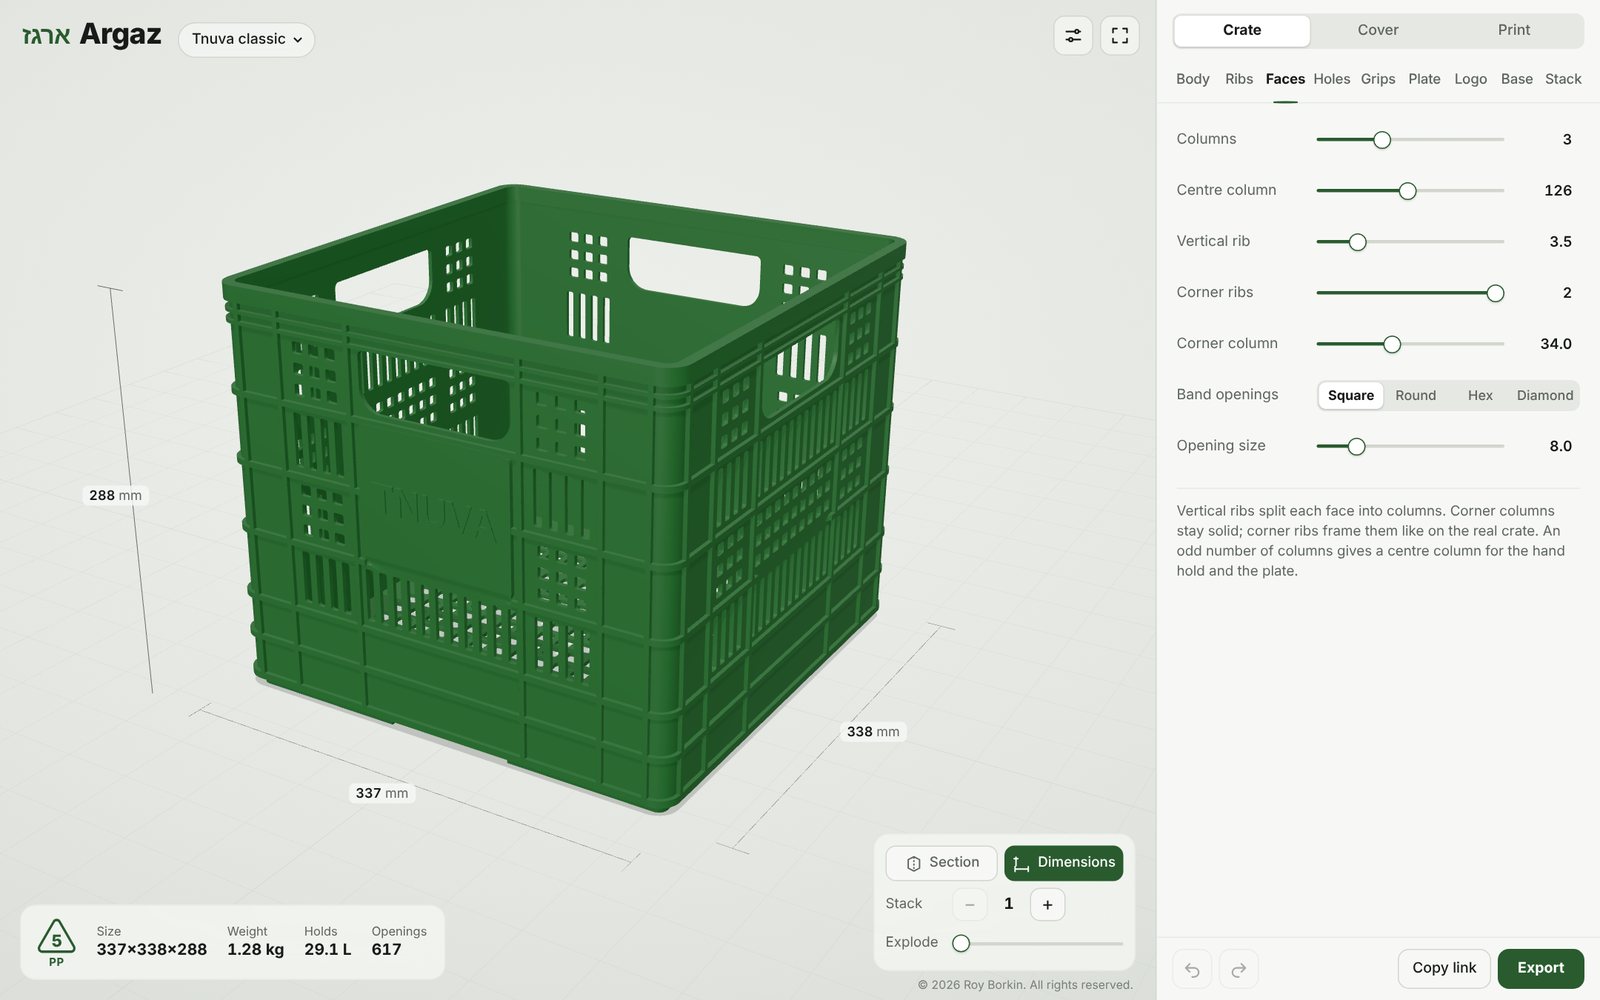 ארגז Argaz
Tnuva classic
Crate Cover Print
Body Ribs Faces Holes Grips Plate Logo Base Stack
Columns 3
Centre column 126
Vertical rib 3.5
Corner ribs 2
Corner column 34.0
Band openings Square Round Hex Diamond
Opening size 8.0
Vertical ribs split each face into columns. Corner columns
stay solid; corner ribs frame them like on the real crate. An
odd number of columns gives a centre column for the hand
hold and the plate.
TNUVA
288 mm
337 mm
338 mm
Section Dimensions
Stack − 1 +
Explode
5
PP
Size Weight Holds Openings
337×338×288 1.28 kg 29.1 L 617
© 2026 Roy Borkin. All rights reserved.
Copy link Export